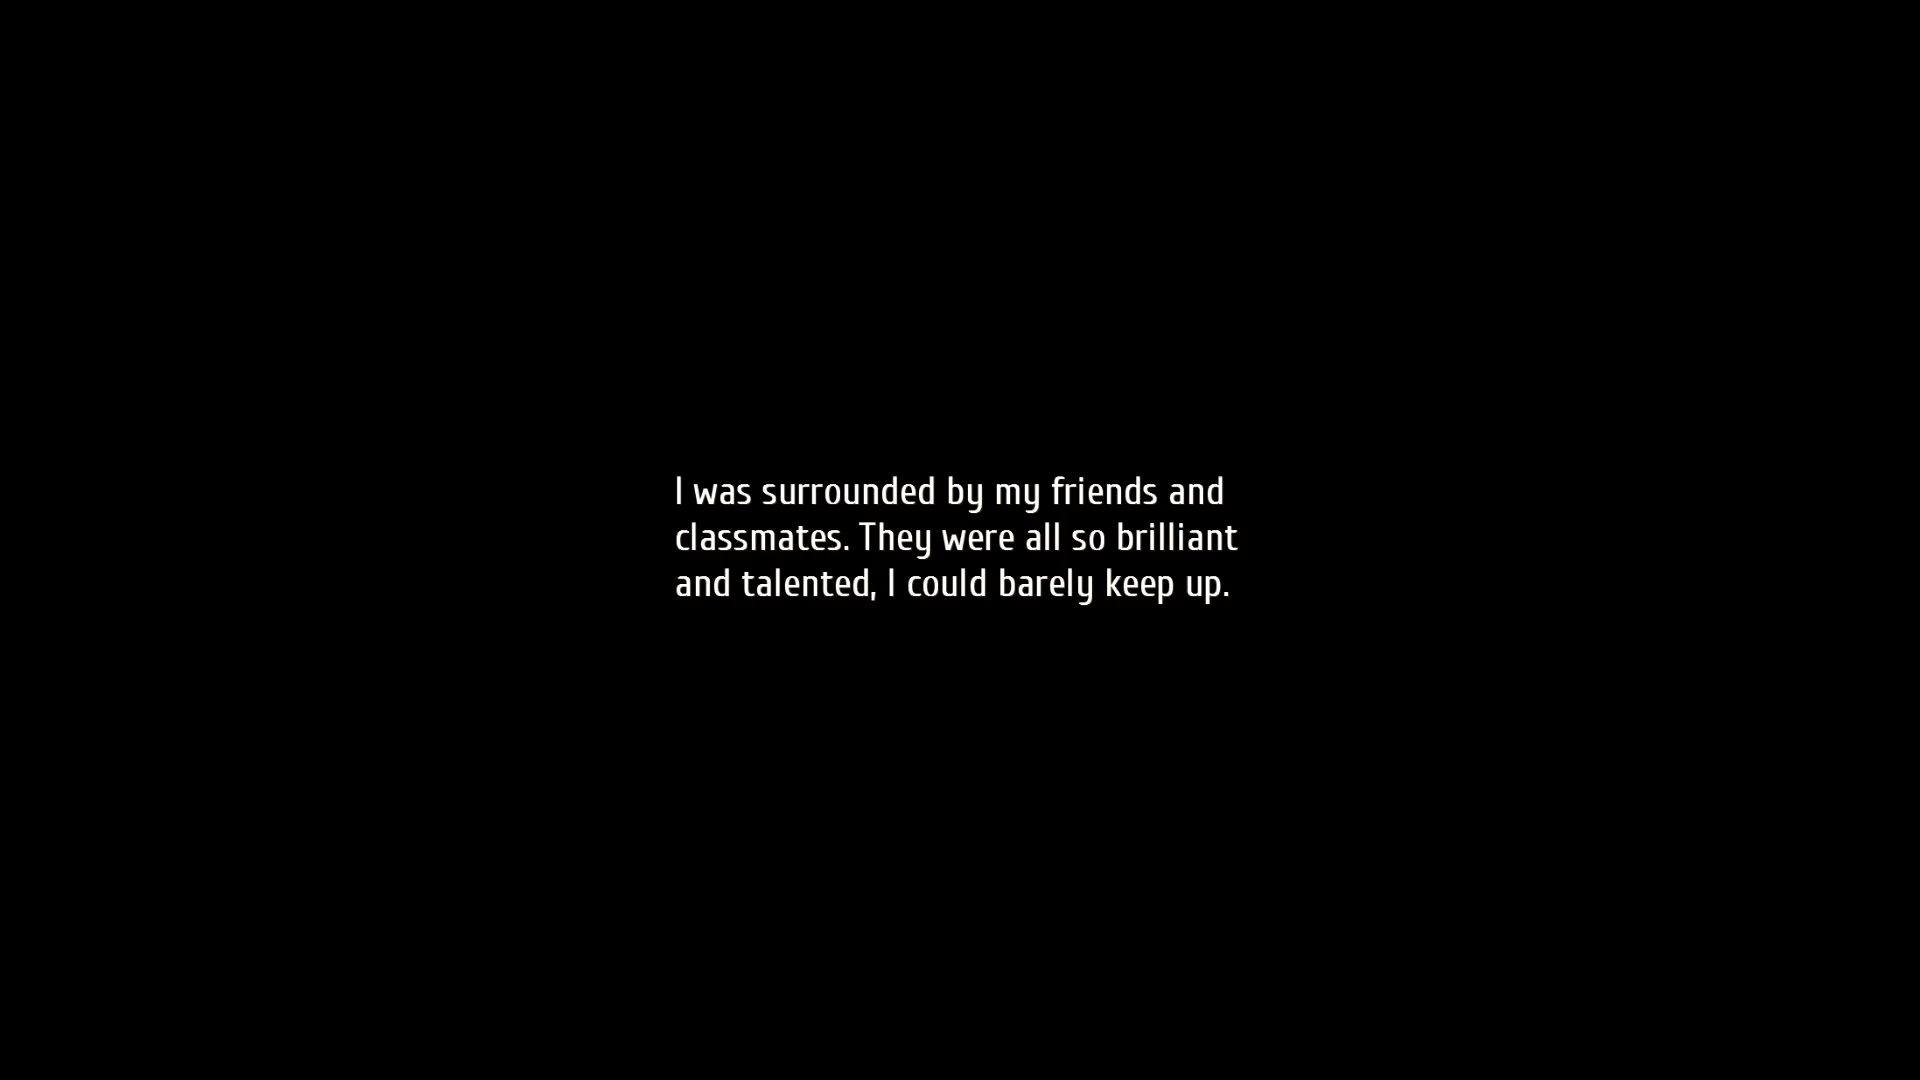 I was surrounded by my friends and
classmates. They were all so brilliant
and talented, I could barely keep up.